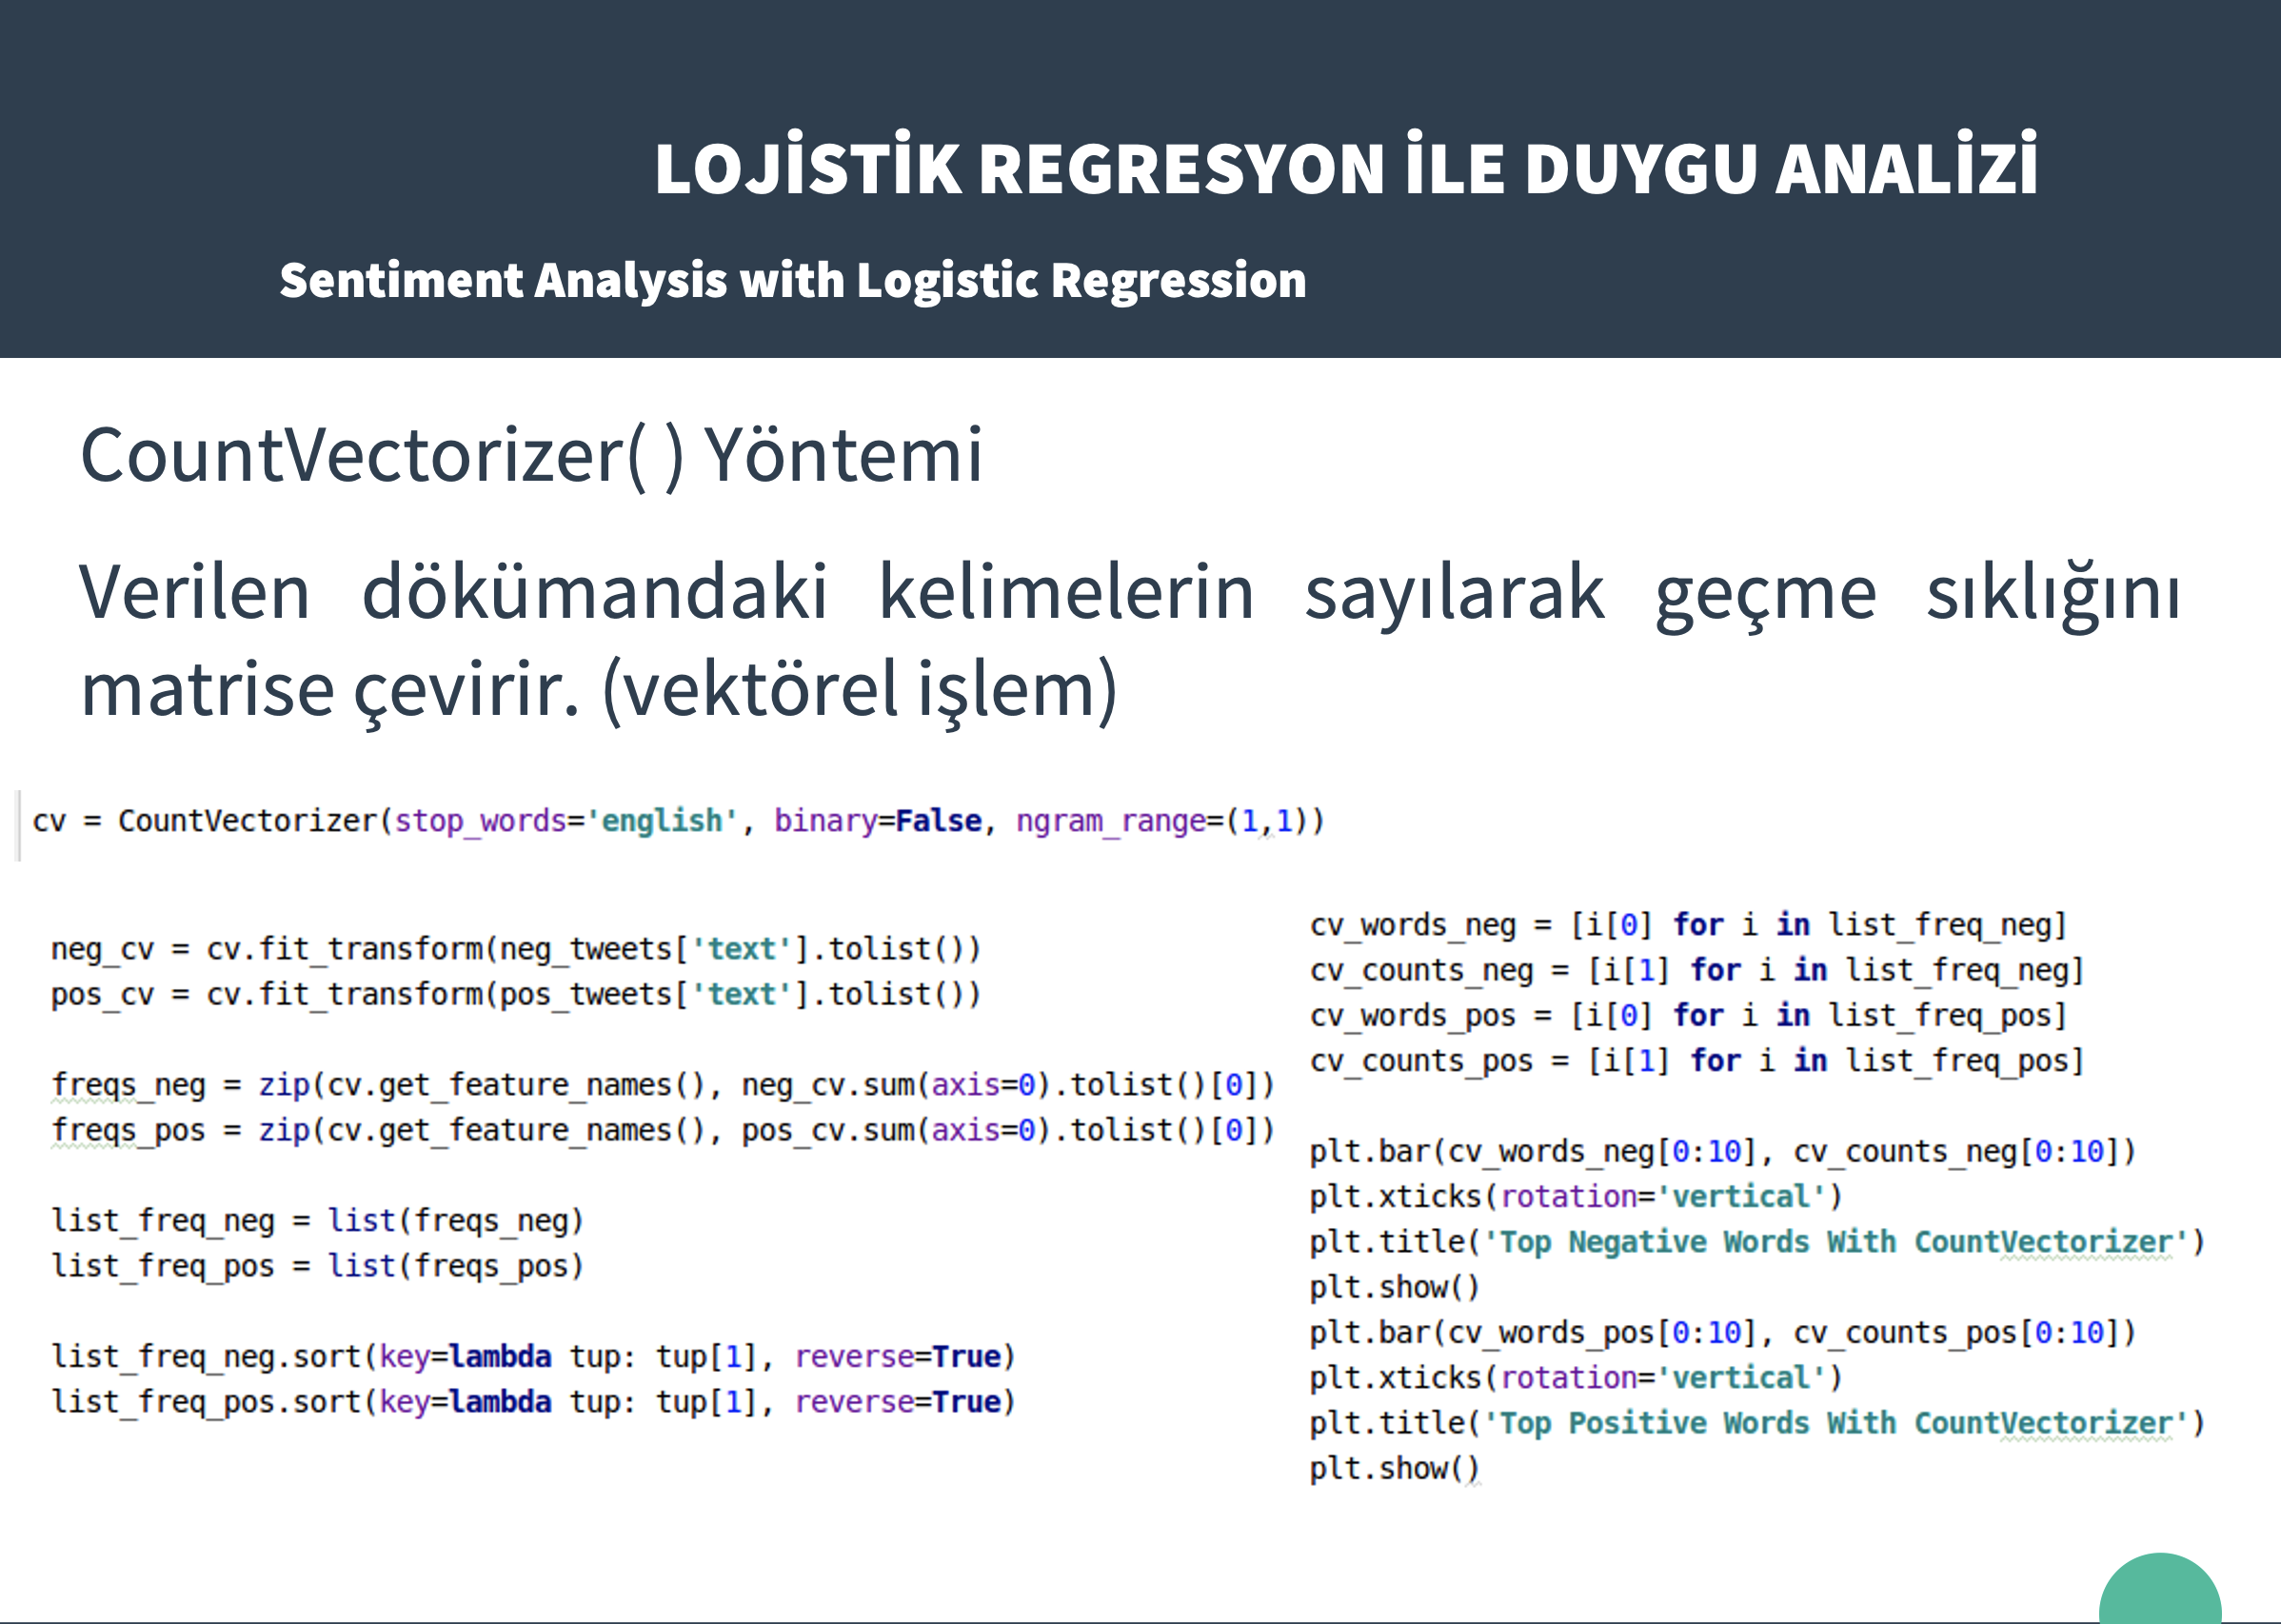 LOJİSTİK REGRESYON İLE DUYGU ANALİZİ
Sentiment Analysis with Logistic Regression
CountVectorizer( ) Yöntemi
Verilen dökümandaki kelimelerin sayılarak geçme sıklığını
matrise çevirir. (vektörel işlem)
cv = CountVectorizer(stop_words='english', binary=False, ngram_range=(1,1))
neg_cv = cv.fit_transform(neg_tweets['text'].tolist())
pos_cv = cv.fit_transform(pos_tweets['text'].tolist())
freqs_neg = zip(cv.get_feature_names(), neg_cv.sum(axis=0).tolist()[0])
freqs_pos = zip(cv.get_feature_names(), pos_cv.sum(axis=0).tolist()[0])
list_freq_neg = list(freqs_neg)
list_freq_pos = list(freqs_pos)
list_freq_neg.sort(key=lambda tup: tup[1], reverse=True)
list_freq_pos.sort(key=lambda tup: tup[1], reverse=True)
cv_words_neg = [i[0] for i in list_freq_neg]
cv_counts_neg = [i[1] for i in list_freq_neg]
cv_words_pos = [i[0] for i in list_freq_pos]
cv_counts_pos = [i[1] for i in list_freq_pos]
plt.bar(cv_words_neg[0:10], cv_counts_neg[0:10])
plt.xticks(rotation='vertical')
plt.title('Top Negative Words With CountVectorizer')
plt.show()
plt.bar(cv_words_pos[0:10], cv_counts_pos[0:10])
plt.xticks(rotation='vertical')
plt.title('Top Positive Words With CountVectorizer')
plt.show()